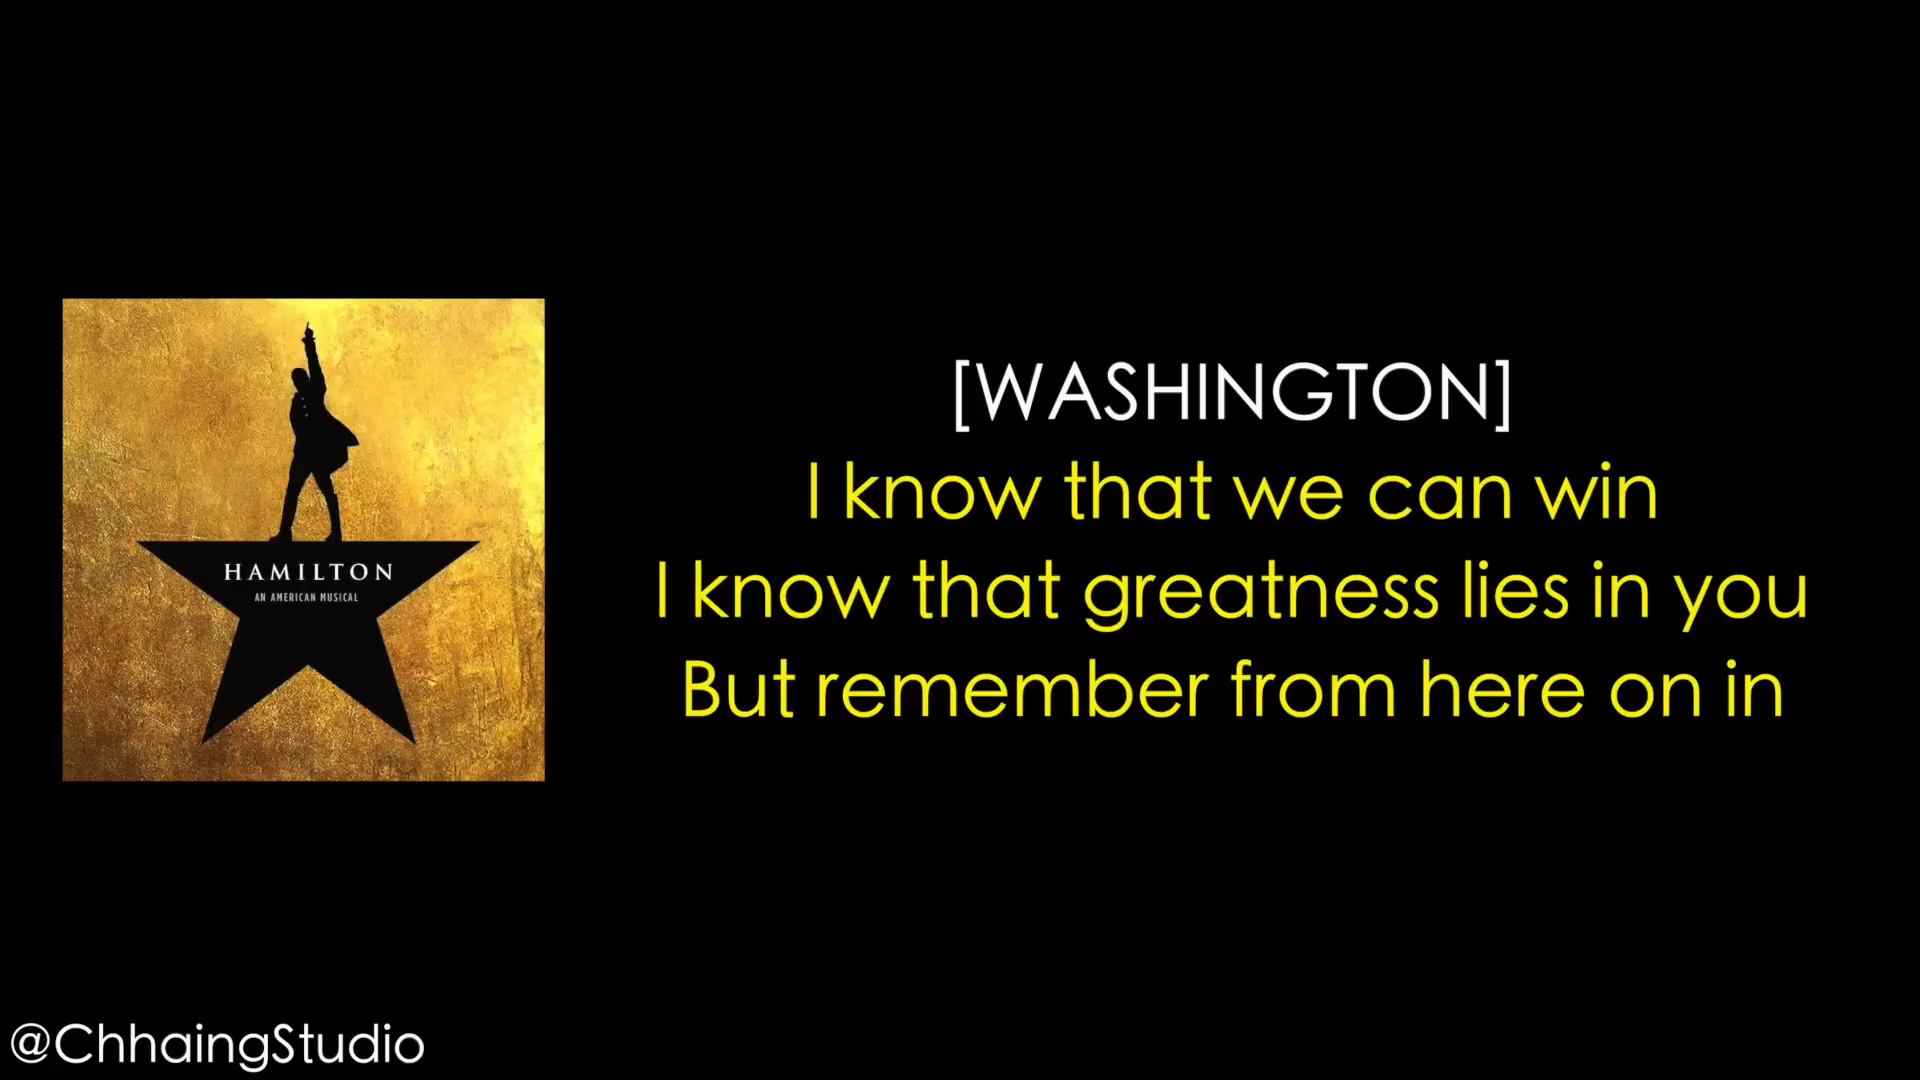 HAMILTON
AN AMERICAN MUSICAL
[WASHINGTON]
I know that we can win
I know that greatness lies in you
But remember from here on in
@ChhaingStudio